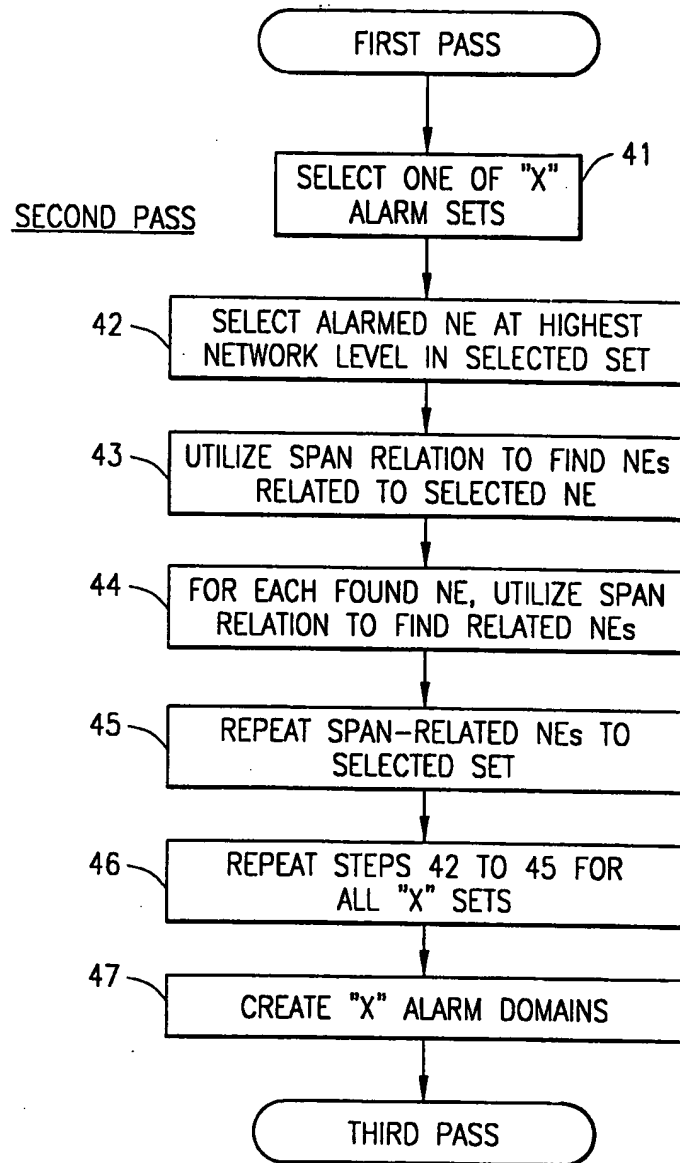 FIRST PASS
41
SELECT ONE OF "X"
ALARM SETS
SECOND PASS
42
SELECT ALARMED NE AT HIGHEST
NETWORK LEVEL IN SELECTED SET
43
UTILIZE SPAN RELATION TO FIND NEs
RELATED TO SELECTED NE
44
FOR EACH FOUND NE, UTILIZE SPAN
RELATION TO FIND RELATED NEs
45
REPEAT SPAN-RELATED NEs TO
SELECTED SET
46
REPEAT STEPS 42 TO 45 FOR
ALL "X" SETS
47
CREATE "X" ALARM DOMAINS
THIRD PASS